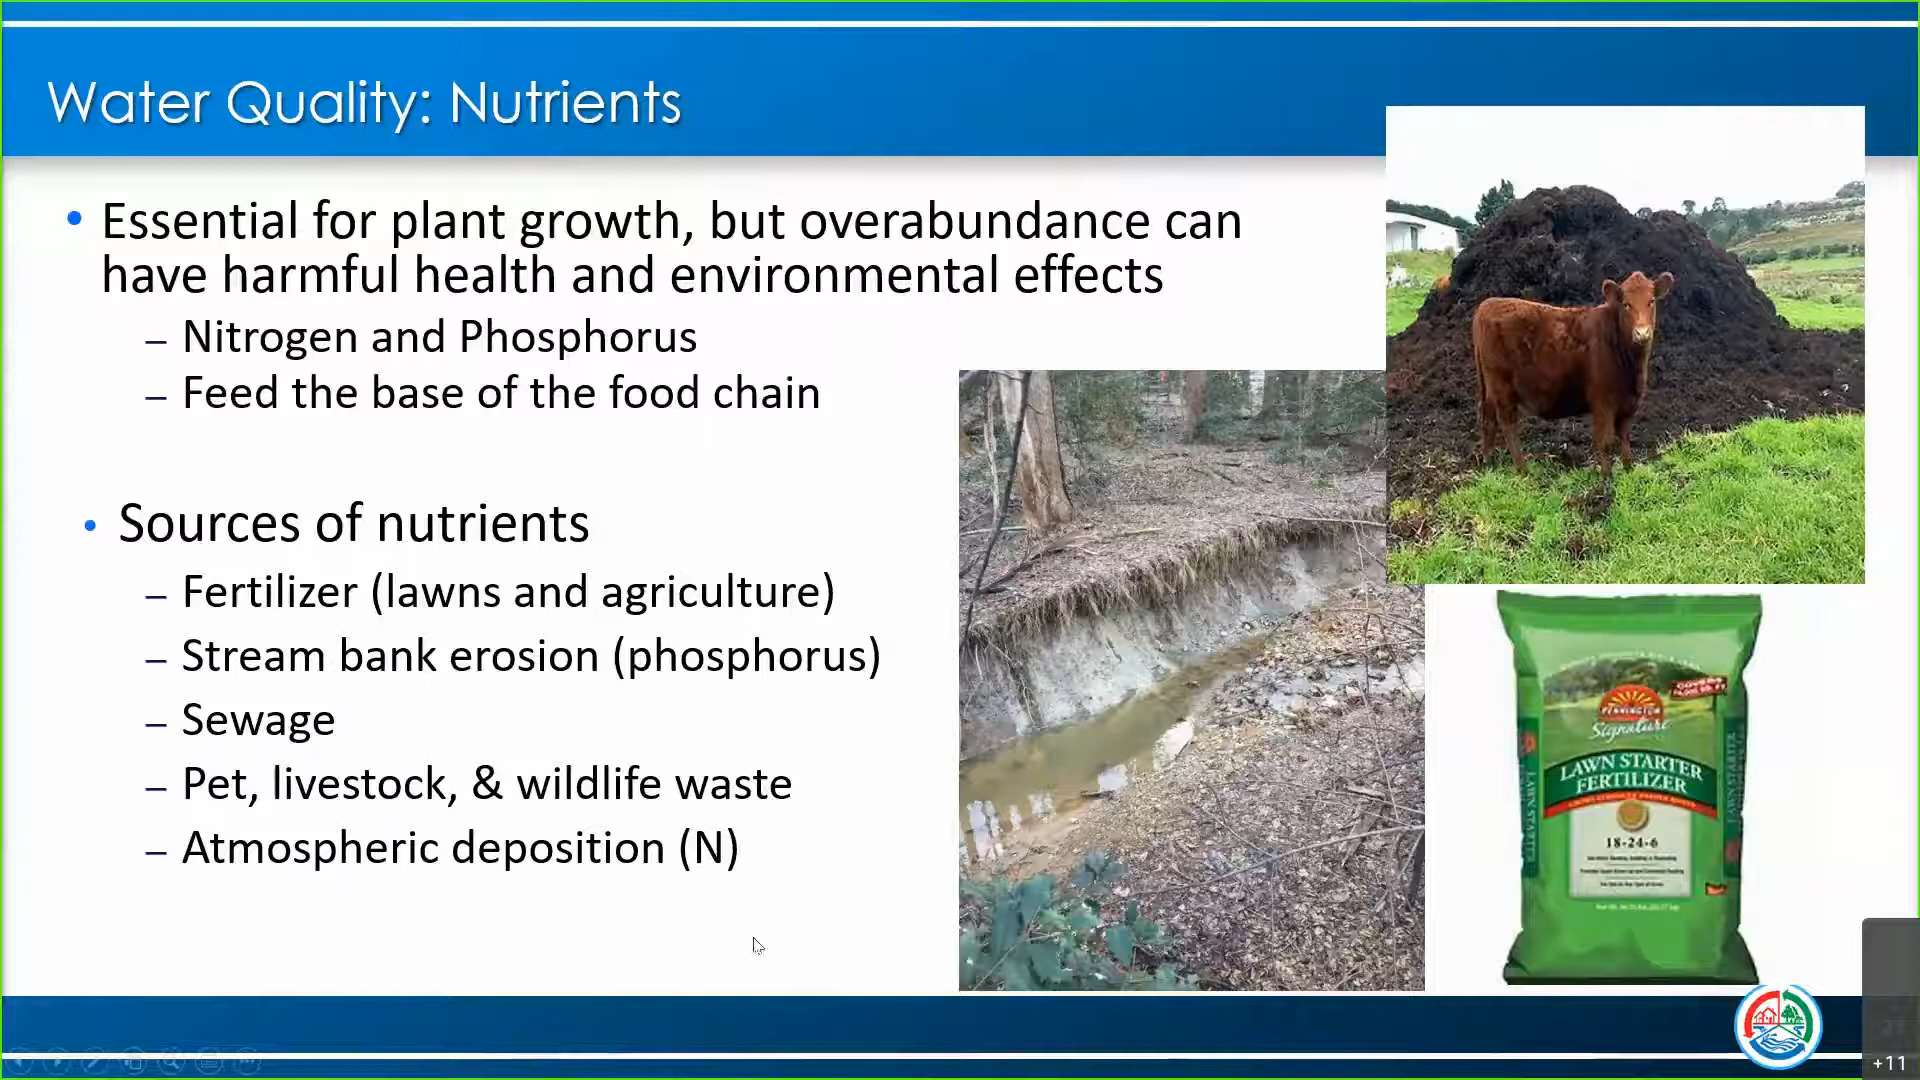 Water Quality: Nutrients
• Essential for plant growth, but overabundance can
have harmful health and environmental effects
– Nitrogen and Phosphorus
– Feed the base of the food chain
• Sources of nutrients
– Fertilizer (lawns and agriculture)
– Stream bank erosion (phosphorus)
– Sewage
– Pet, livestock, & wildlife waste
– Atmospheric deposition (N)
PENNINGTON
Signature
LAWN STARTER
FERTILIZER
18-24-6
+11